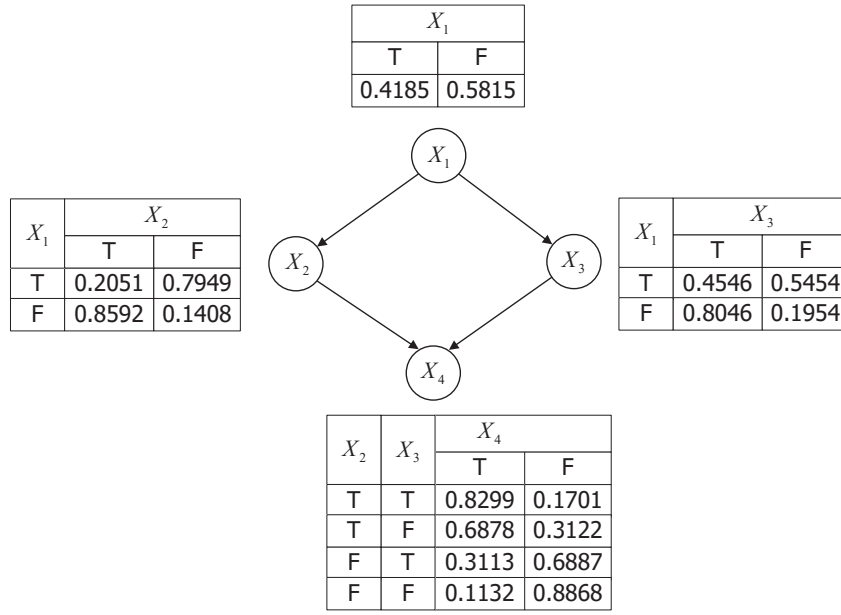 X₁
T F
0.4185 0.5815
X₁
X₁ X₂
T F
T 0.2051 0.7949
F 0.8592 0.1408
X₂
X₃
X₁ X₃
T F
T 0.4546 0.5454
F 0.8046 0.1954
X₄
X₂ X₃ X₄
T F
T T 0.8299 0.1701
T F 0.6878 0.3122
F T 0.3113 0.6887
F F 0.1132 0.8868